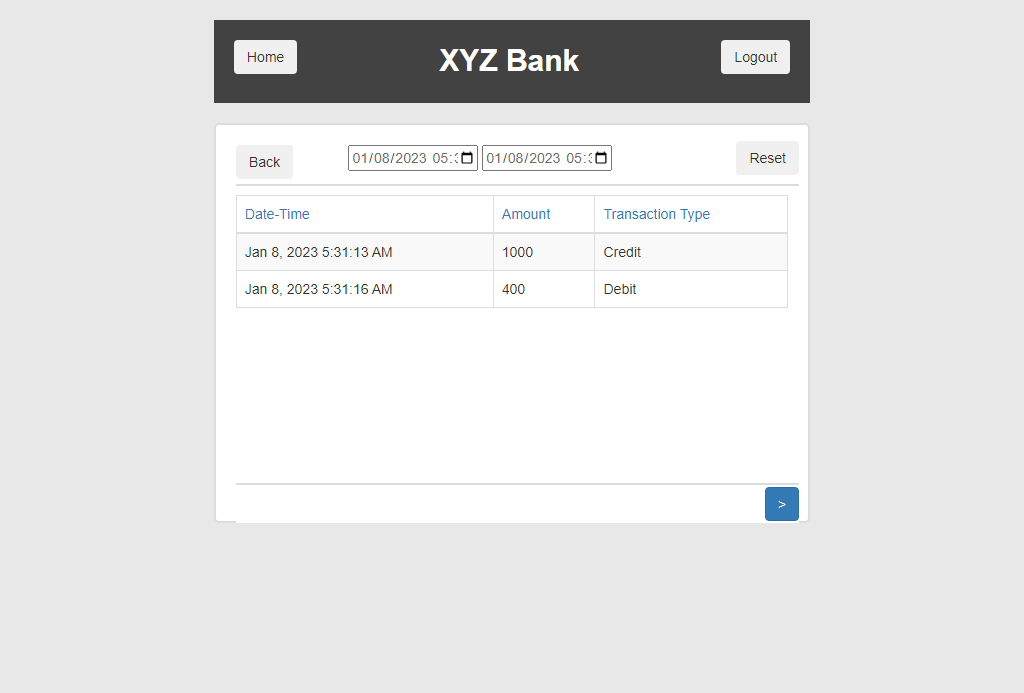 Home
XYZ Bank
Logout
Back
01/08/2023 05:3
01/08/2023 05:3
Reset
Date-Time Amount Transaction Type
Jan 8, 2023 5:31:13 AM 1000 Credit
Jan 8, 2023 5:31:16 AM 400 Debit
>